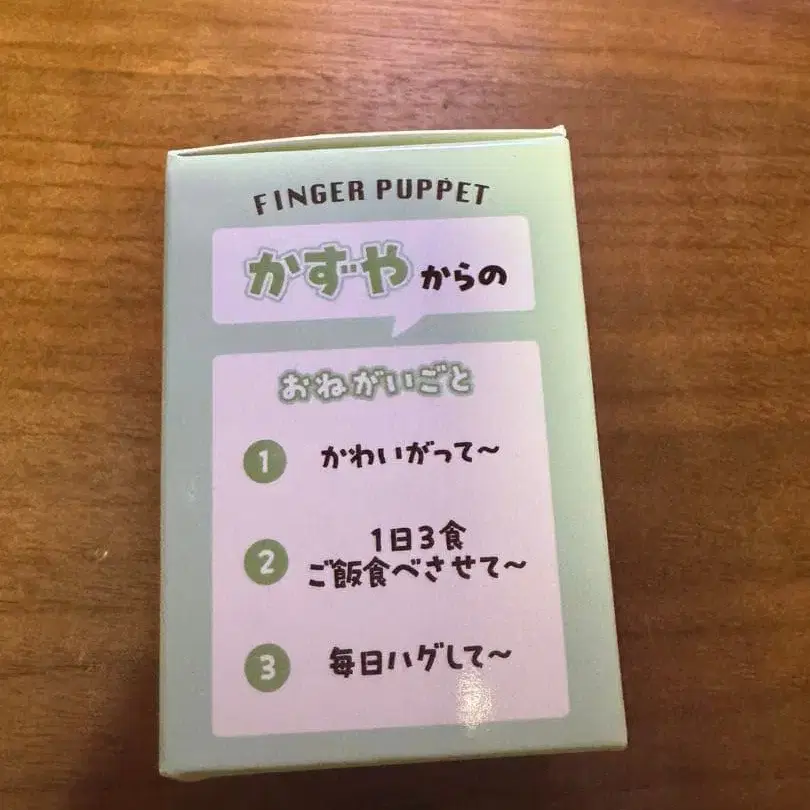 FINGER PUPPET
かずやからの
おねがいごと
1 かわいがって〜
2 1日3食
ご飯食べさせて〜
3 毎日ハグして〜